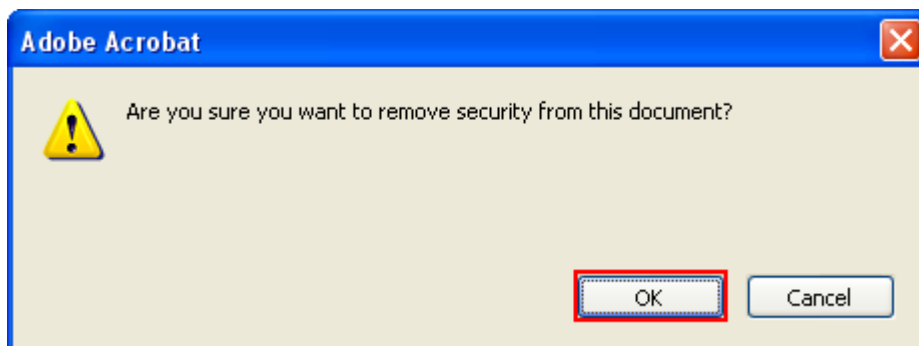 Adobe Acrobat
Are you sure you want to remove security from this document?
OK
Cancel